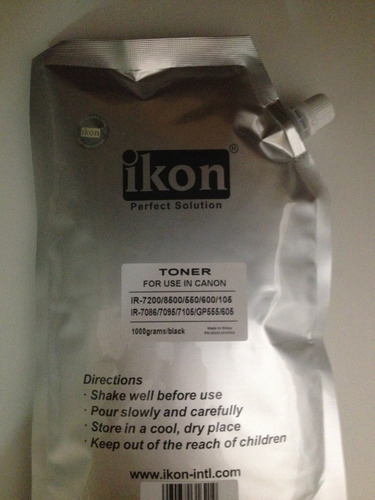 ikon
ikon®
Perfect Solution
TONER
FOR USE IN CANON
IR-7200/8500/550/600/105
IR-7086/7095/7105/GP555/605
1000grams/black
Directions
· Shake well before use
· Pour slowly and carefully
· Store in a cool, dry place
· Keep out of the reach of children
www.ikon-intl.com